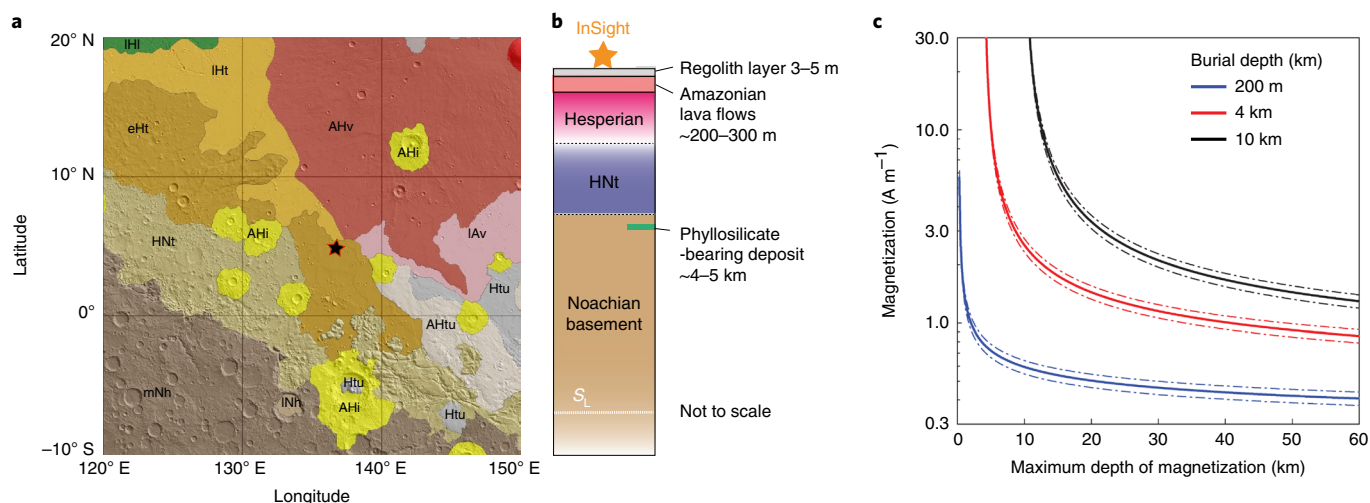 a
20° N
10° N
0°
–10° S
Latitude
120° E
130° E
140° E
150° E
Longitude
lHl
lHt
eHt
AHv
AHi
HNt
AHi
lAv
Htu
AHtu
mNh
lNh
Htu
AHi
Htu
b
InSight
Regolith layer 3–5 m
Amazonian
lava flows
~200–300 m
Hesperian
HNt
Phyllosilicate
-bearing deposit
~4–5 km
Noachian
basement
SL
Not to scale
c
30.0
10.0
3.0
1.0
0.3
Magnetization (A m⁻¹)
Burial depth (km)
200 m
4 km
10 km
0
10
20
30
40
50
60
Maximum depth of magnetization (km)